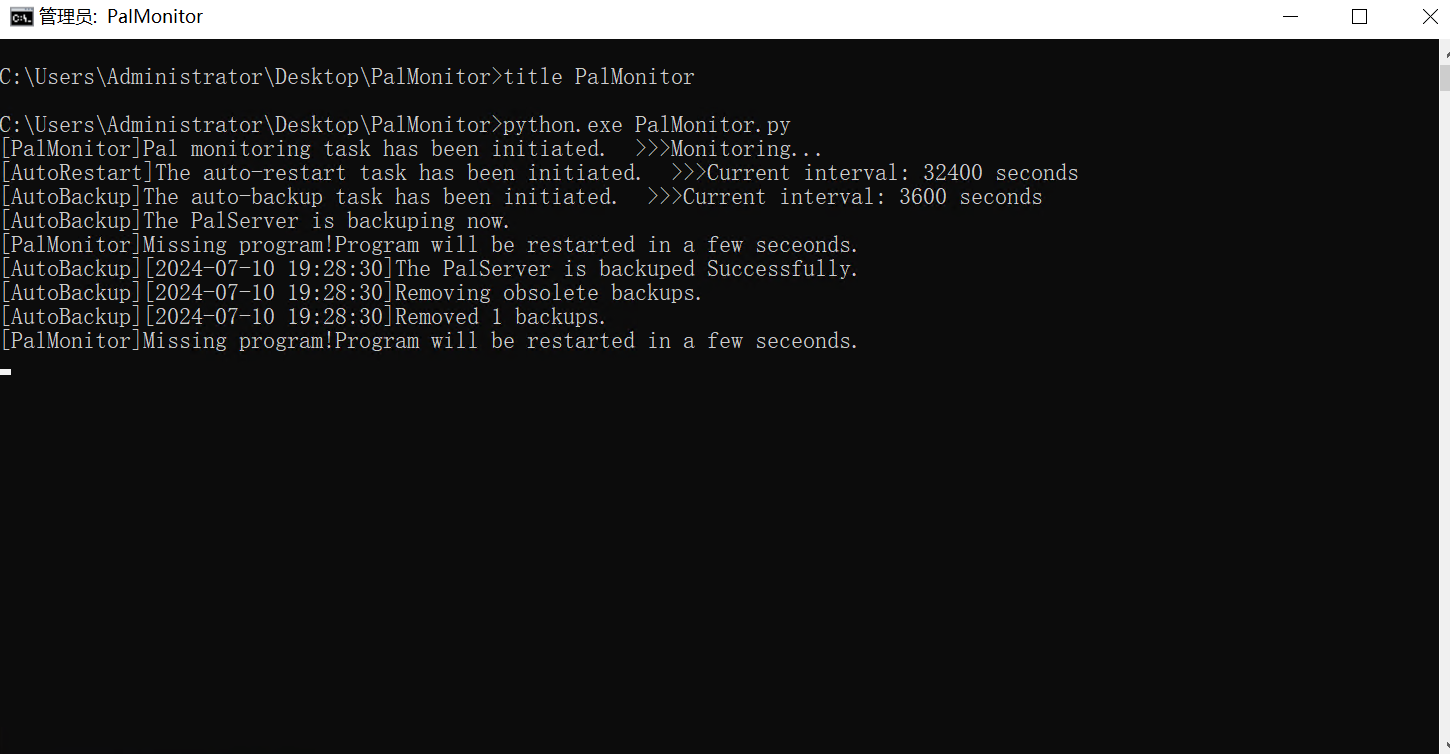 管理员: PalMonitor
C:\Users\Administrator\Desktop\PalMonitor>title PalMonitor
C:\Users\Administrator\Desktop\PalMonitor>python.exe PalMonitor.py
[PalMonitor]Pal monitoring task has been initiated.  >>>Monitoring...
[AutoRestart]The auto-restart task has been initiated.  >>>Current interval: 32400 seconds
[AutoBackup]The auto-backup task has been initiated.  >>>Current interval: 3600 seconds
[AutoBackup]The PalServer is backuping now.
[PalMonitor]Missing program!Program will be restarted in a few seceonds.
[AutoBackup][2024-07-10 19:28:30]The PalServer is backuped Successfully.
[AutoBackup][2024-07-10 19:28:30]Removing obsolete backups.
[AutoBackup][2024-07-10 19:28:30]Removed 1 backups.
[PalMonitor]Missing program!Program will be restarted in a few seceonds.